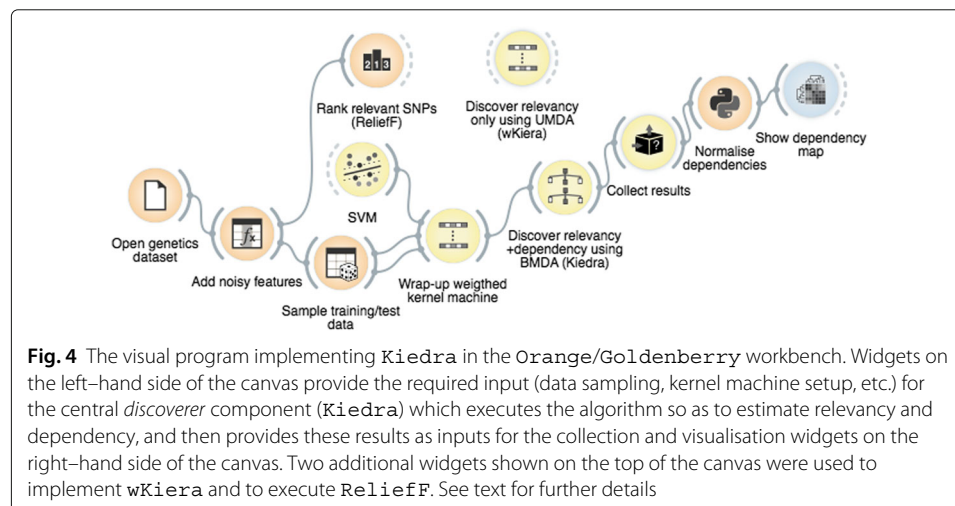 2 1 3
Rank relevant SNPs
(ReliefF)
Discover relevancy
only using UMDA
(wKiera)
Show dependency
map
Normalise
dependencies
?
Collect results
SVM
Open genetics
dataset
fx
Add noisy features
Discover relevancy
+dependency using
BMDA (Kiedra)
Sample training/test
data
Wrap-up weigthed
kernel machine
Fig. 4 The visual program implementing Kiedra in the Orange/Goldenberry workbench. Widgets on
the left–hand side of the canvas provide the required input (data sampling, kernel machine setup, etc.) for
the central discoverer component (Kiedra) which executes the algorithm so as to estimate relevancy and
dependency, and then provides these results as inputs for the collection and visualisation widgets on the
right–hand side of the canvas. Two additional widgets shown on the top of the canvas were used to
implement wKiera and to execute ReliefF. See text for further details